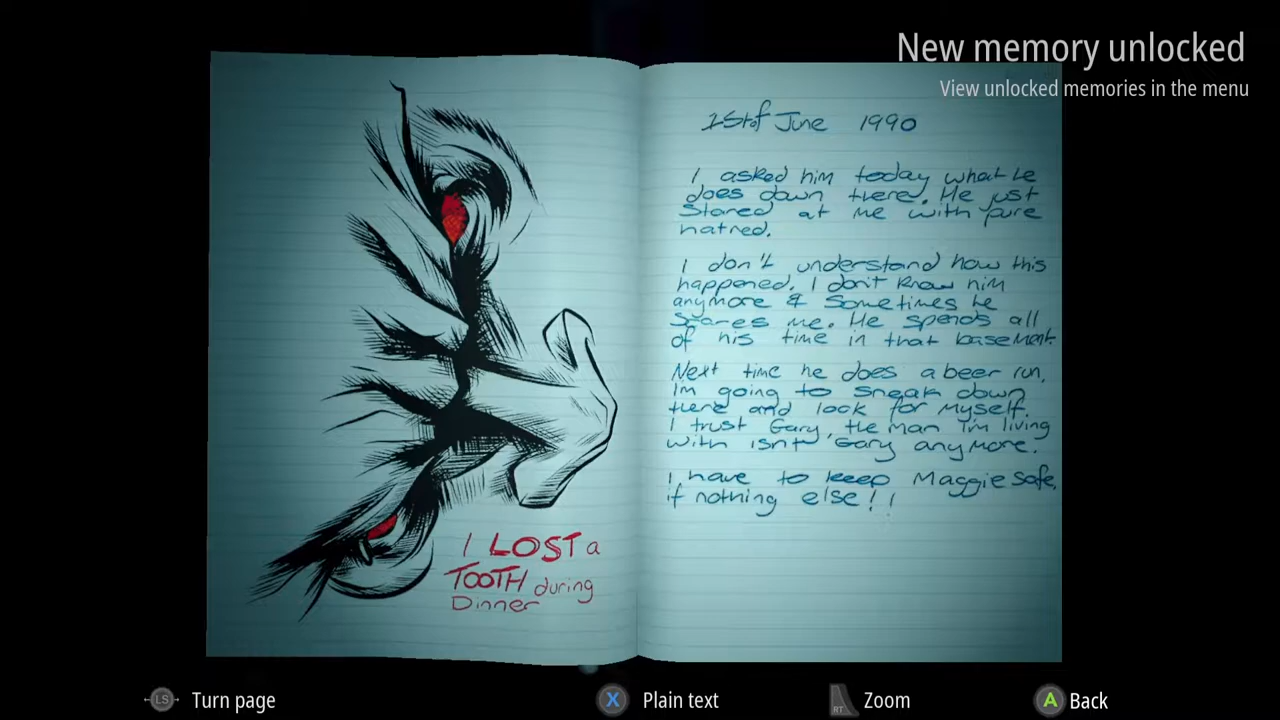 New memory unlocked
View unlocked memories in the menu
I LOST a
TOOTH during
Dinner
1st of June 1990
I asked him today what he
does down there. He just
stared at me with pure
hatred.
I don't understand how this
happened. I don't know him
anymore & sometimes he
scares me. He spends all
of his time in that basement.
Next time he does a beer run,
I'm going to sneak down
there and look for myself.
I trust Gary, the man I'm living
with isn't Gary anymore.
I have to keep Maggie safe,
if nothing else!!
LS Turn page
X Plain text
RT Zoom
A Back